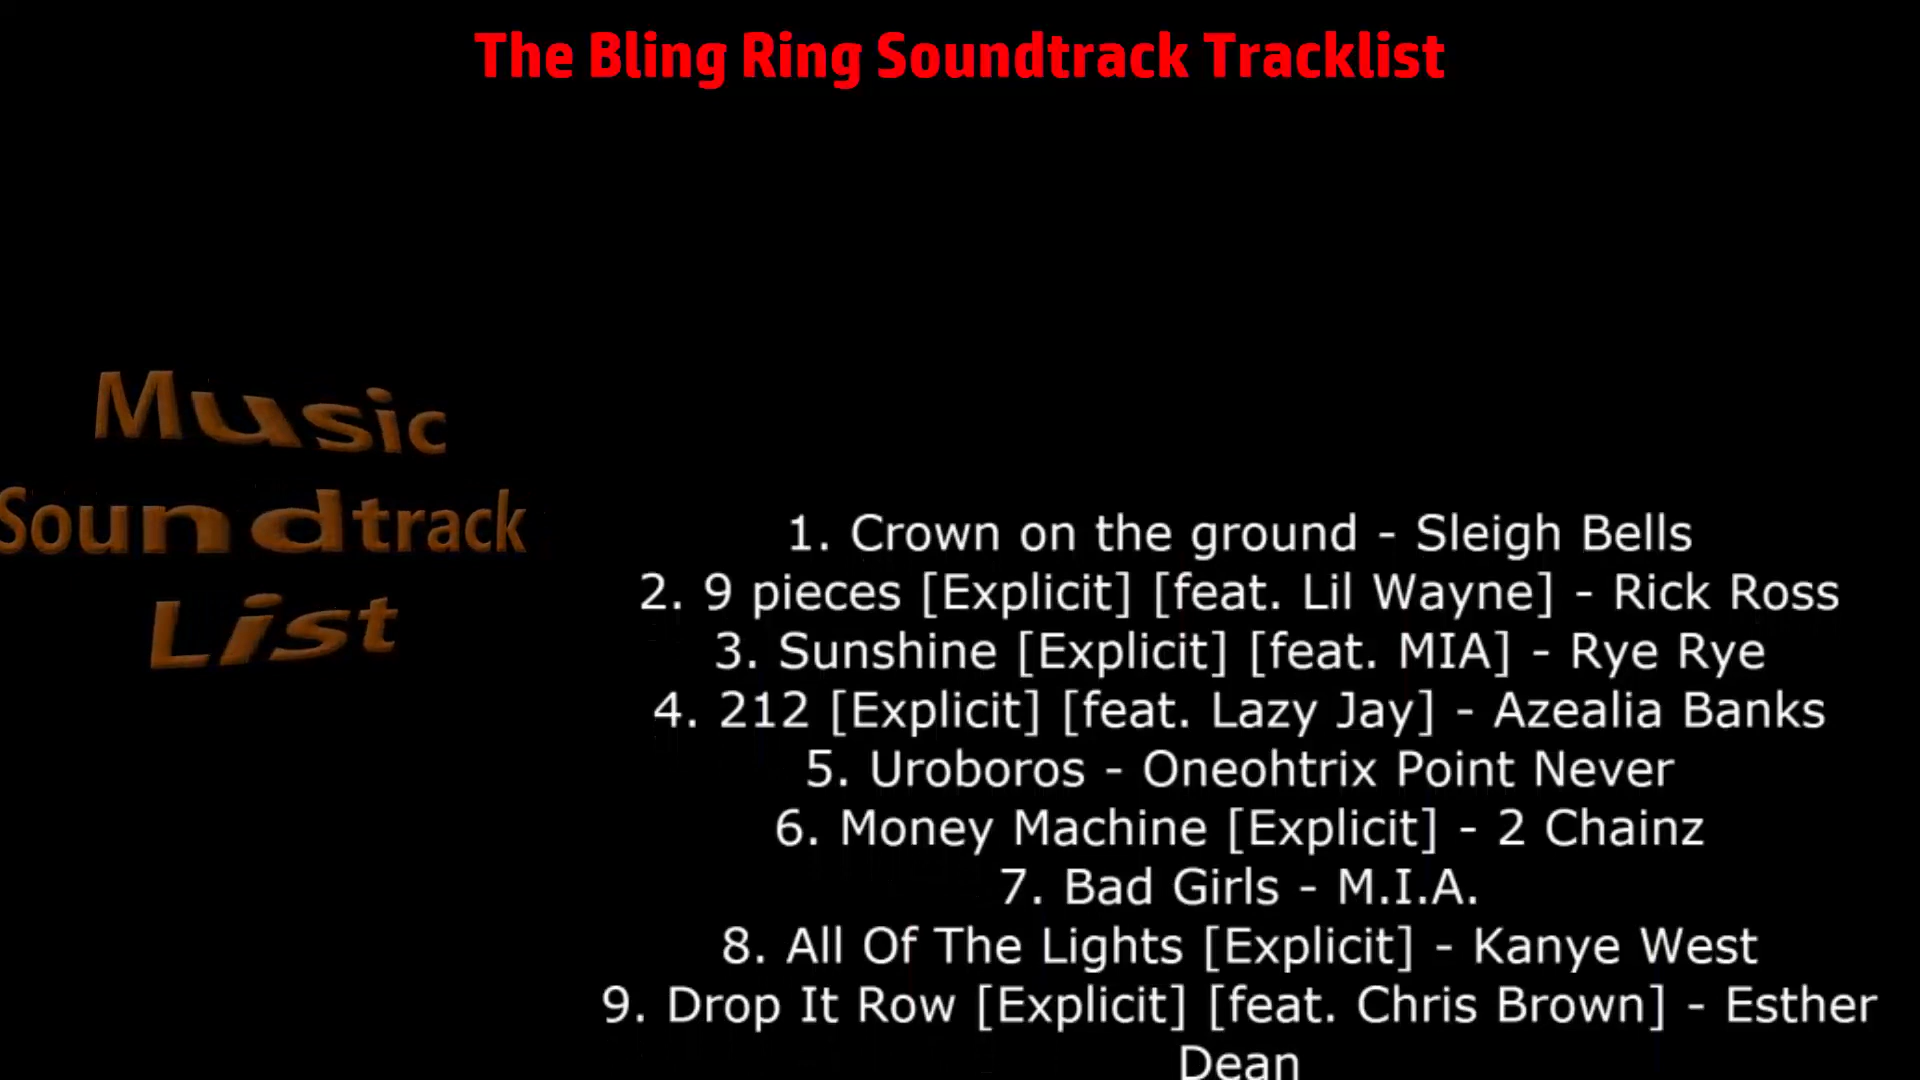 The Bling Ring Soundtrack Tracklist
Music
Soundtrack
List
1. Crown on the ground - Sleigh Bells
2. 9 pieces [Explicit] [feat. Lil Wayne] - Rick Ross
3. Sunshine [Explicit] [feat. MIA] - Rye Rye
4. 212 [Explicit] [feat. Lazy Jay] - Azealia Banks
5. Uroboros - Oneohtrix Point Never
6. Money Machine [Explicit] - 2 Chainz
7. Bad Girls - M.I.A.
8. All Of The Lights [Explicit] - Kanye West
9. Drop It Row [Explicit] [feat. Chris Brown] - Esther
Dean